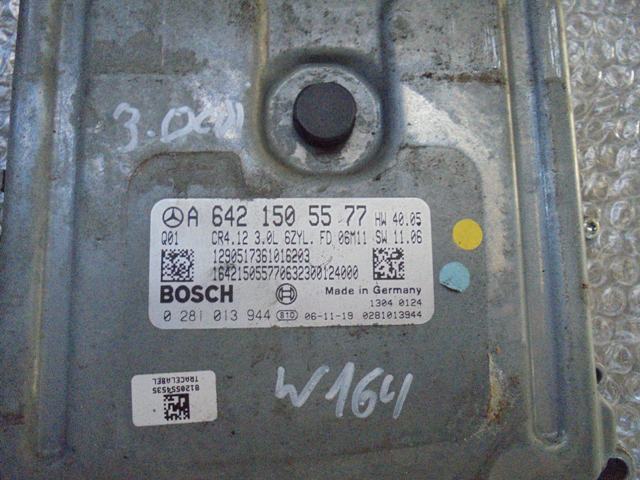 3.0CDI
A 642 150 55 77 HW 40.05
Q01 CR4.12 3.0L 6ZYL. FD 06M11 SW 11.06
1290517361016203
164215055770632300124000
BOSCH Made in Germany
1304 0124
0 281 013 944 810 06-11-19 0281013944
8120554535
TRACELABEL
W164